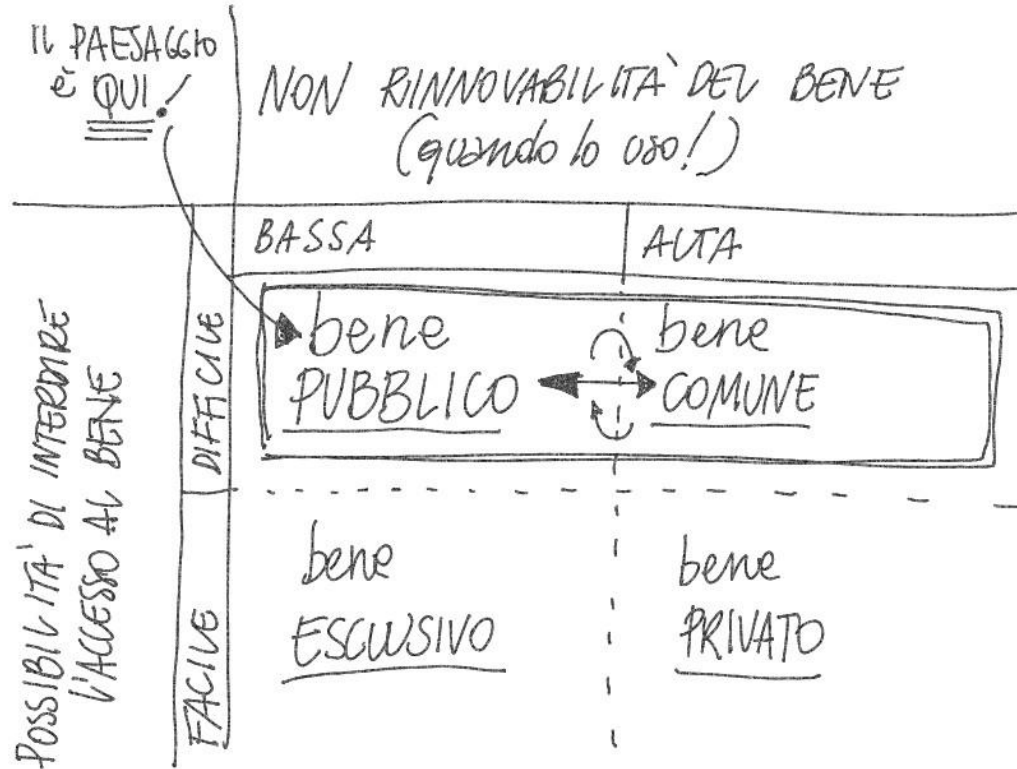 IL PAESAGGIO
è QUI!
NON RINNOVABILITÀ DEL BENE
(quando lo uso!)
BASSA
ALTA
POSSIBILITÀ DI INTERDIRE
L'ACCESSO AL BENE
DIFFICILE
bene
PUBBLICO
bene
COMUNE
FACILE
bene
ESCLUSIVO
bene
PRIVATO